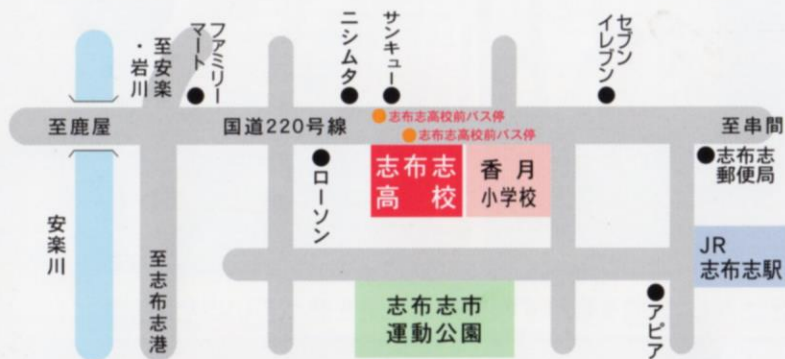 至安楽
・岩川
ファミリー
マート
ニシムタ
サンキュー
セブン
イレブン
至鹿屋
国道220号線
志布志高校前バス停
志布志高校前バス停
至串間
志布志
郵便局
ローソン
志布志
高校
香月
小学校
安楽川
至志布志港
JR
志布志駅
志布志市
運動公園
アピア